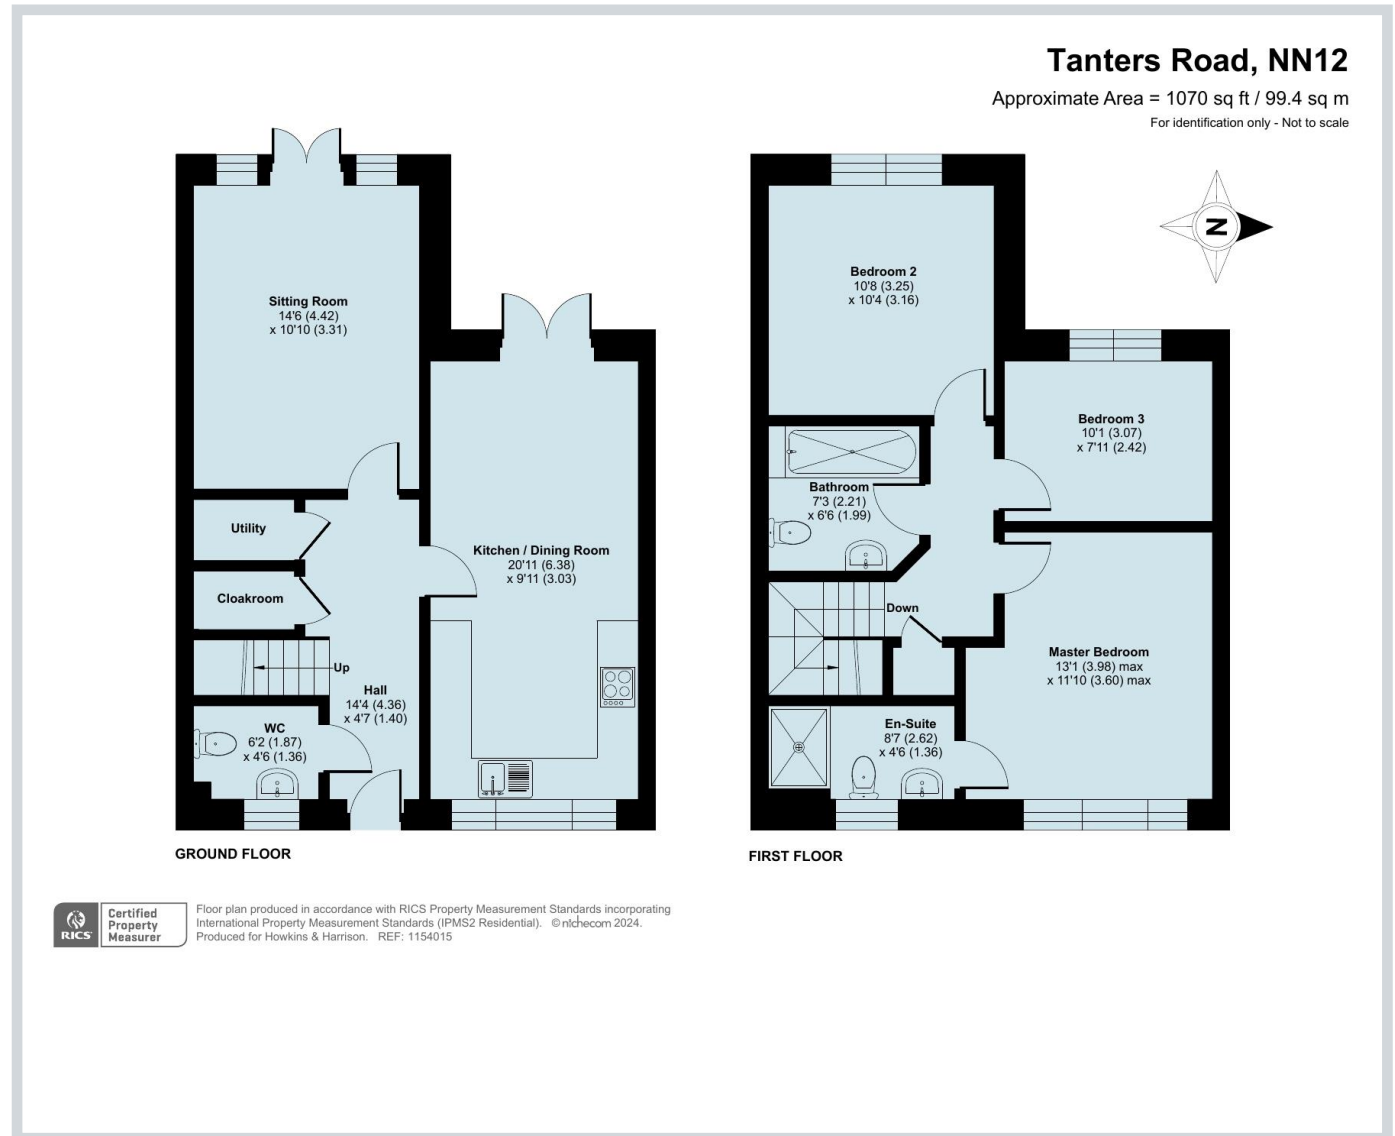 Tanters Road, NN12
Approximate Area = 1070 sq ft / 99.4 sq m
For identification only - Not to scale
N
Sitting Room
14'6 (4.42)
x 10'10 (3.31)
Utility
Cloakroom
Kitchen / Dining Room
20'11 (6.38)
x 9'11 (3.03)
Up
Hall
14'4 (4.36)
x 4'7 (1.40)
WC
6'2 (1.87)
x 4'6 (1.36)
GROUND FLOOR
Bedroom 2
10'8 (3.25)
x 10'4 (3.16)
Bedroom 3
10'1 (3.07)
x 7'11 (2.42)
Bathroom
7'3 (2.21)
x 6'6 (1.99)
Down
Master Bedroom
13'1 (3.98) max
x 11'10 (3.60) max
En-Suite
8'7 (2.62)
x 4'6 (1.36)
FIRST FLOOR
RICS
Certified
Property
Measurer
Floor plan produced in accordance with RICS Property Measurement Standards incorporating
International Property Measurement Standards (IPMS2 Residential). © nichecom 2024.
Produced for Howkins & Harrison. REF: 1154015